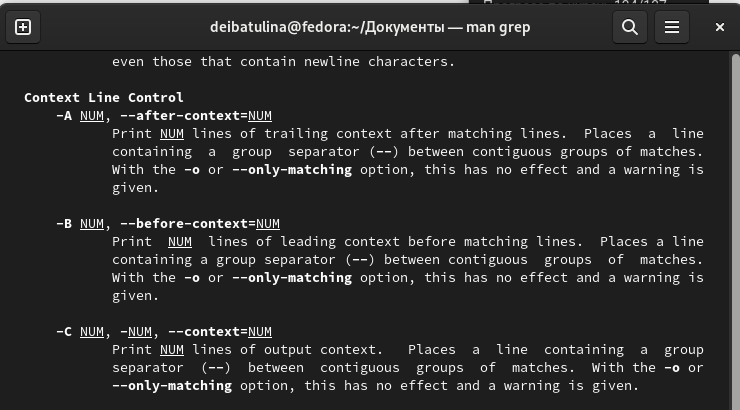 deibatulina@fedora:~/Документы — man grep
even those that contain newline characters.
Context Line Control
-A NUM, --after-context=NUM
Print NUM lines of trailing context after matching lines. Places a line
containing a group separator (--) between contiguous groups of matches.
With the -o or --only-matching option, this has no effect and a warning is
given.
-B NUM, --before-context=NUM
Print NUM lines of leading context before matching lines. Places a line
containing a group separator (--) between contiguous groups of matches.
With the -o or --only-matching option, this has no effect and a warning is
given.
-C NUM, -NUM, --context=NUM
Print NUM lines of output context. Places a line containing a group
separator (--) between contiguous groups of matches. With the -o or
--only-matching option, this has no effect and a warning is given.